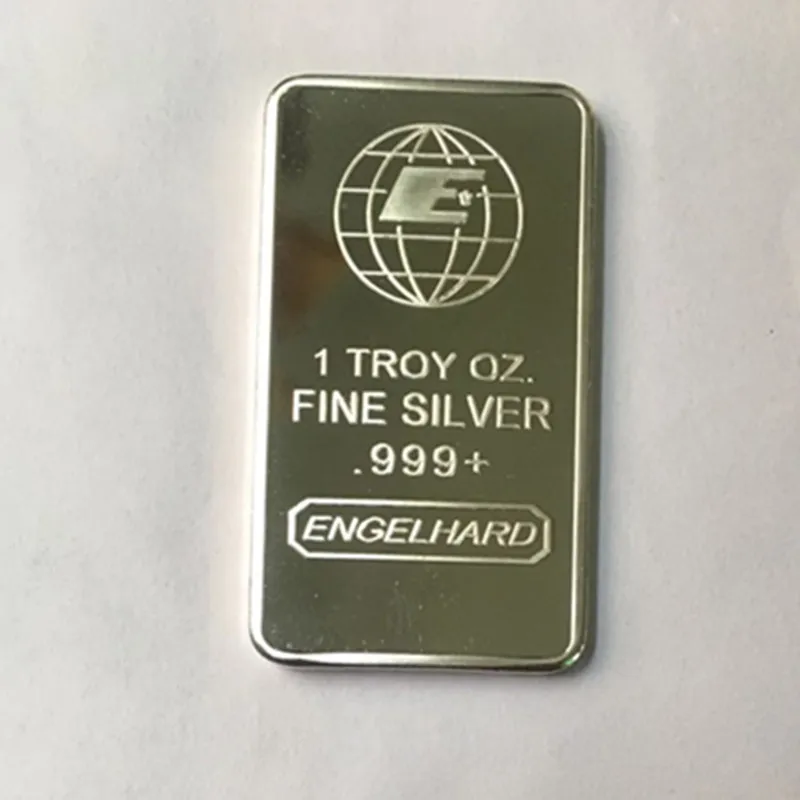 E
1 TROY OZ.
FINE SILVER
.999+
ENGELHARD